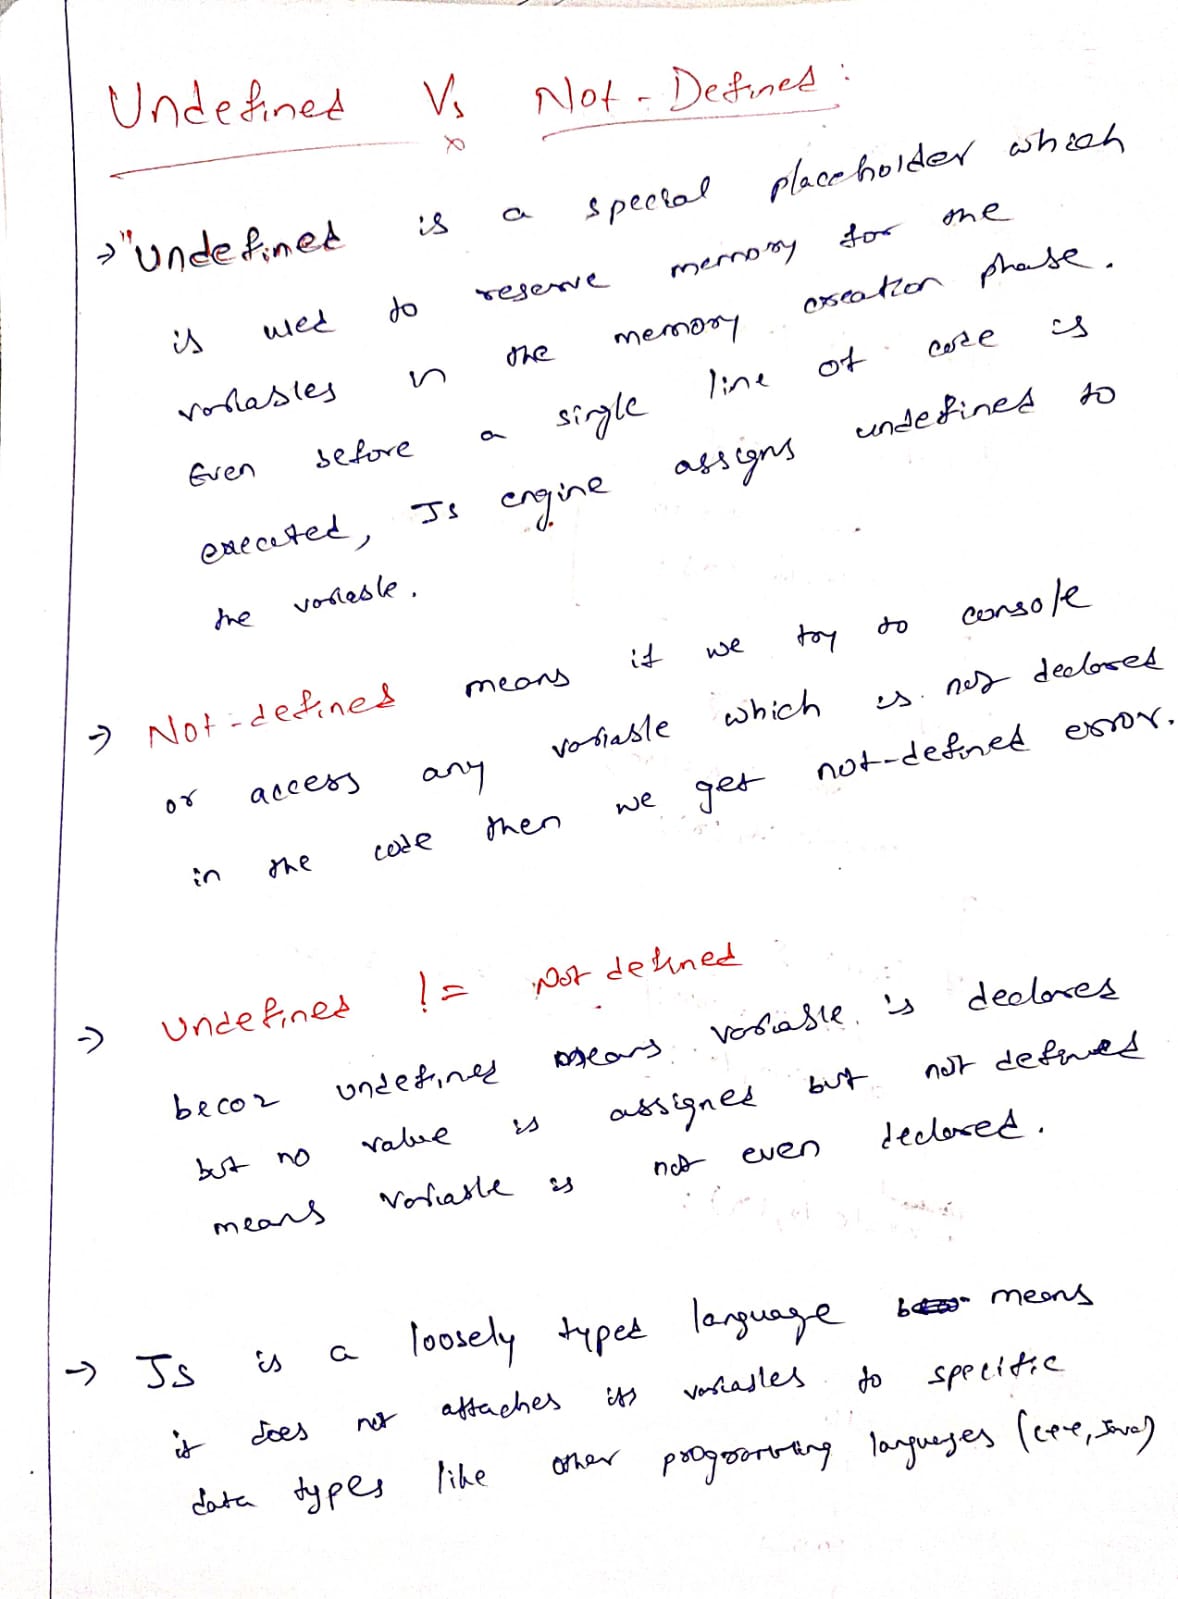 Undefined Vs Not-Defined:
→ "undefined is a special placeholder which
is used to reserve memory for the
variables in the memory creation phase.
Even before a single line of code is
executed, Js engine assigns undefined to
the variable.
→ Not-defined means if we try to console
or access any variable which is not declared
in the code then we get not-defined error.
→ Undefined != Not defined
becoz undefined means variable is declared
but no value is assigned but not defined
means variable is not even declared.
→ JS is a loosely typed language means
it does not attaches its variables to specific
data types like other programming languages (c++, Java)